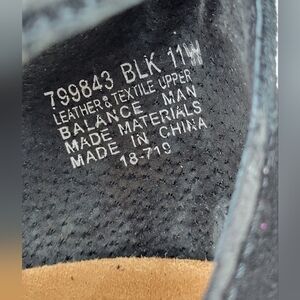 799843 BLK 11W
LEATHER & TEXTILE UPPER
BALANCE MAN
MADE MATERIALS
MADE IN CHINA
18-719